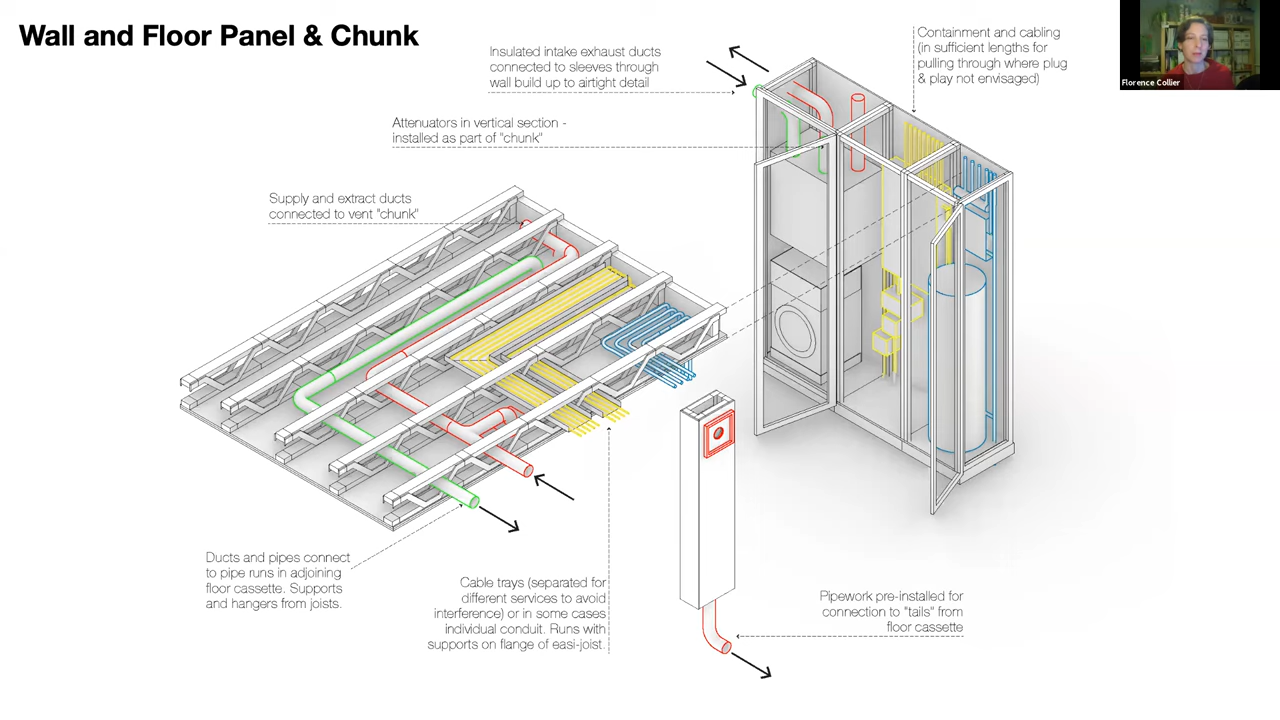 Wall and Floor Panel & Chunk
Insulated intake exhaust ducts
connected to sleeves through
wall build up to airtight detail
Containment and cabling
(in sufficient lengths for
pulling through where plug
& play not envisaged)
Florence Collier
Attenuators in vertical section -
installed as part of "chunk"
Supply and extract ducts
connected to vent "chunk"
Ducts and pipes connect
to pipe runs in adjoining
floor cassette. Supports
and hangers from joists.
Cable trays (separated for
different services to avoid
interference) or in some cases
individual conduit. Runs with
supports on flange of easi-joist.
Pipework pre-installed for
connection to "tails" from
floor cassette